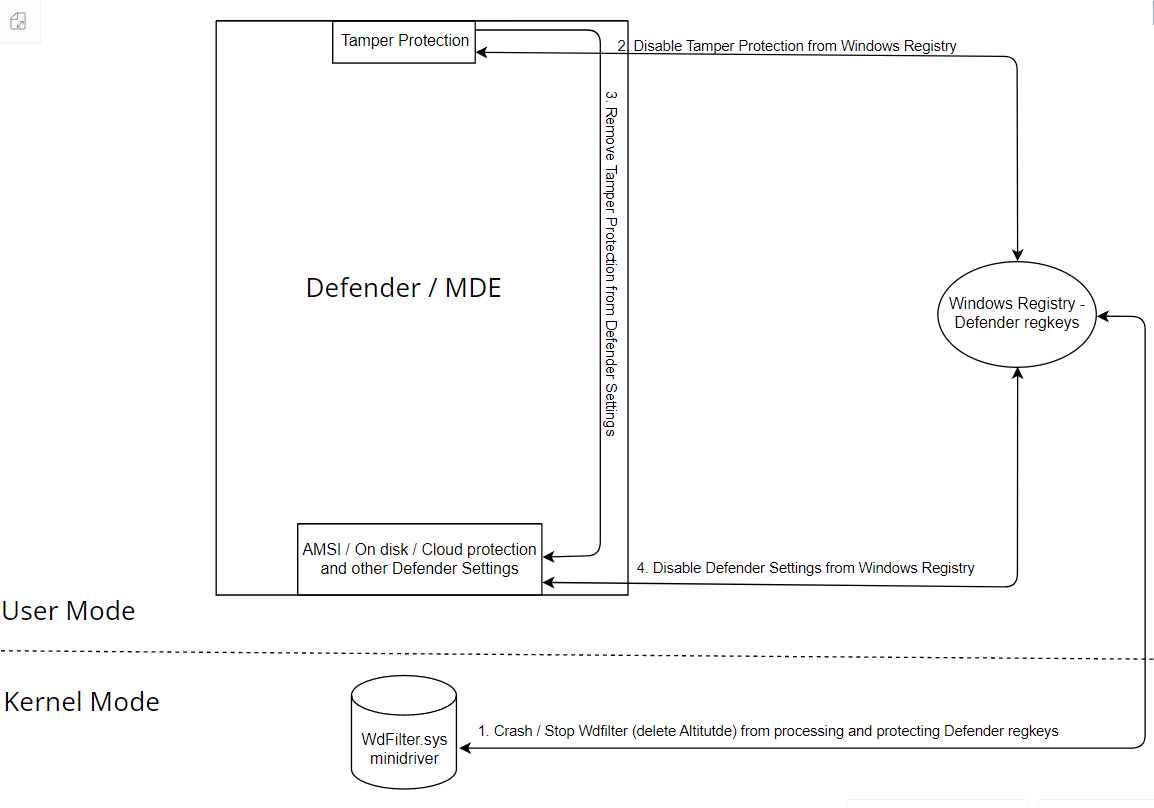 Tamper Protection
2. Disable Tamper Protection from Windows Registry
3. Remove Tamper Protection from Defender Settings
Defender / MDE
Windows Registry -
Defender regkeys
AMSI / On disk / Cloud protection
and other Defender Settings
4. Disable Defender Settings from Windows Registry
User Mode
Kernel Mode
WdFilter.sys
minidriver
1. Crash / Stop Wdfilter (delete Altitutde) from processing and protecting Defender regkeys